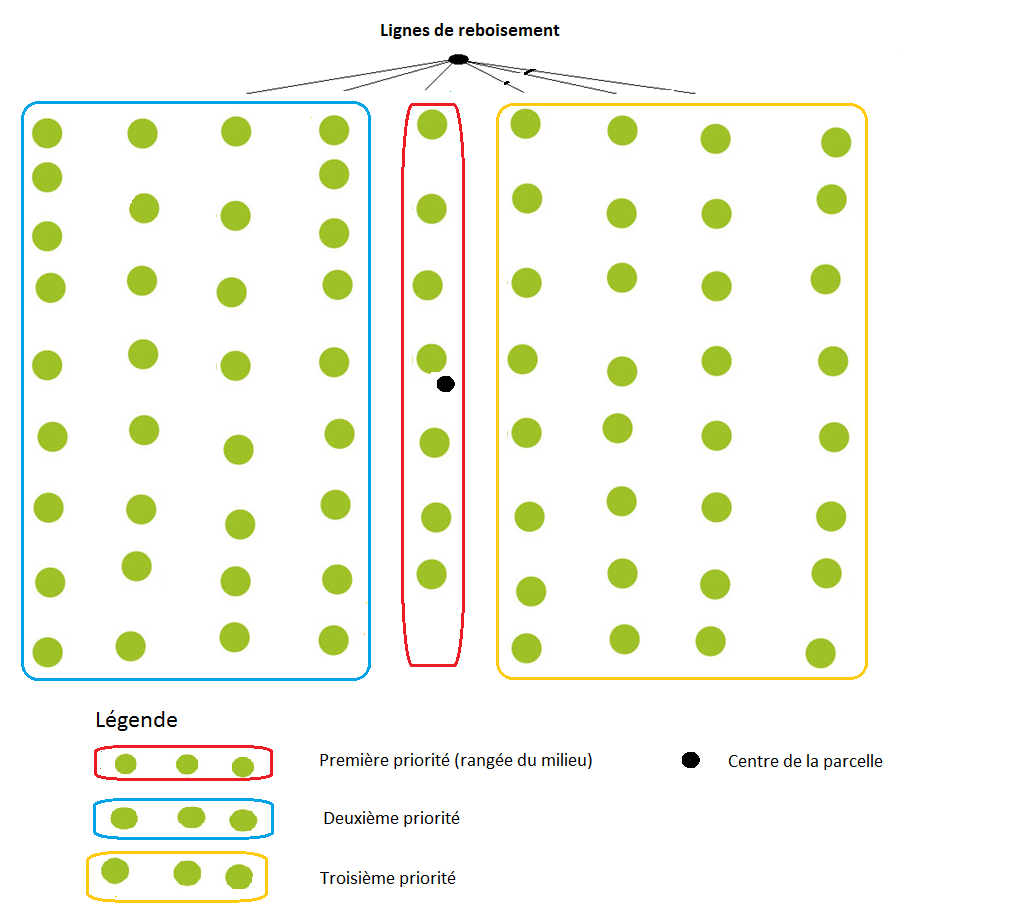 Lignes de reboisement
Légende
Première priorité (rangée du milieu)
Centre de la parcelle
Deuxième priorité
Troisième priorité